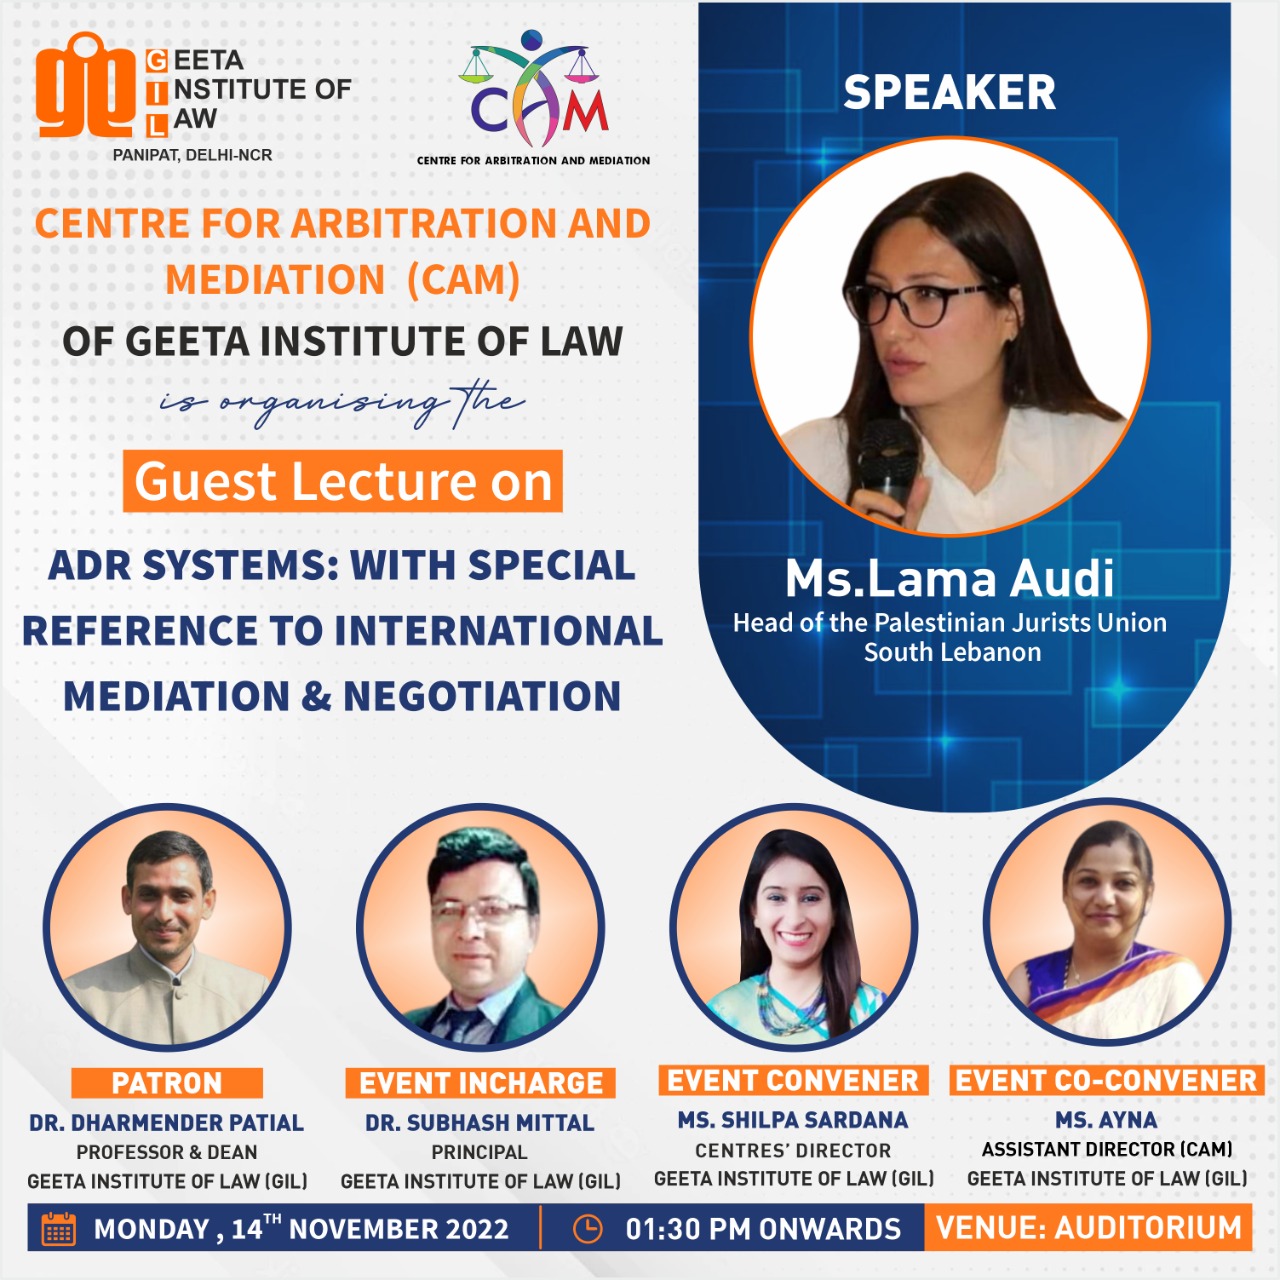 GEETA
INSTITUTE OF
LAW
PANIPAT, DELHI-NCR
CAM
CENTRE FOR ARBITRATION AND MEDIATION
CENTRE FOR ARBITRATION AND
MEDIATION (CAM)
OF GEETA INSTITUTE OF LAW
is organising the
Guest Lecture on
ADR SYSTEMS: WITH SPECIAL
REFERENCE TO INTERNATIONAL
MEDIATION & NEGOTIATION
SPEAKER
Ms.Lama Audi
Head of the Palestinian Jurists Union
South Lebanon
PATRON
DR. DHARMENDER PATIAL
PROFESSOR & DEAN
GEETA INSTITUTE OF LAW (GIL)
EVENT INCHARGE
DR. SUBHASH MITTAL
PRINCIPAL
GEETA INSTITUTE OF LAW (GIL)
EVENT CONVENER
MS. SHILPA SARDANA
CENTRES’ DIRECTOR
GEETA INSTITUTE OF LAW (GIL)
EVENT CO-CONVENER
MS. AYNA
ASSISTANT DIRECTOR (CAM)
GEETA INSTITUTE OF LAW (GIL)
MONDAY , 14TH NOVEMBER 2022
01:30 PM ONWARDS
VENUE: AUDITORIUM